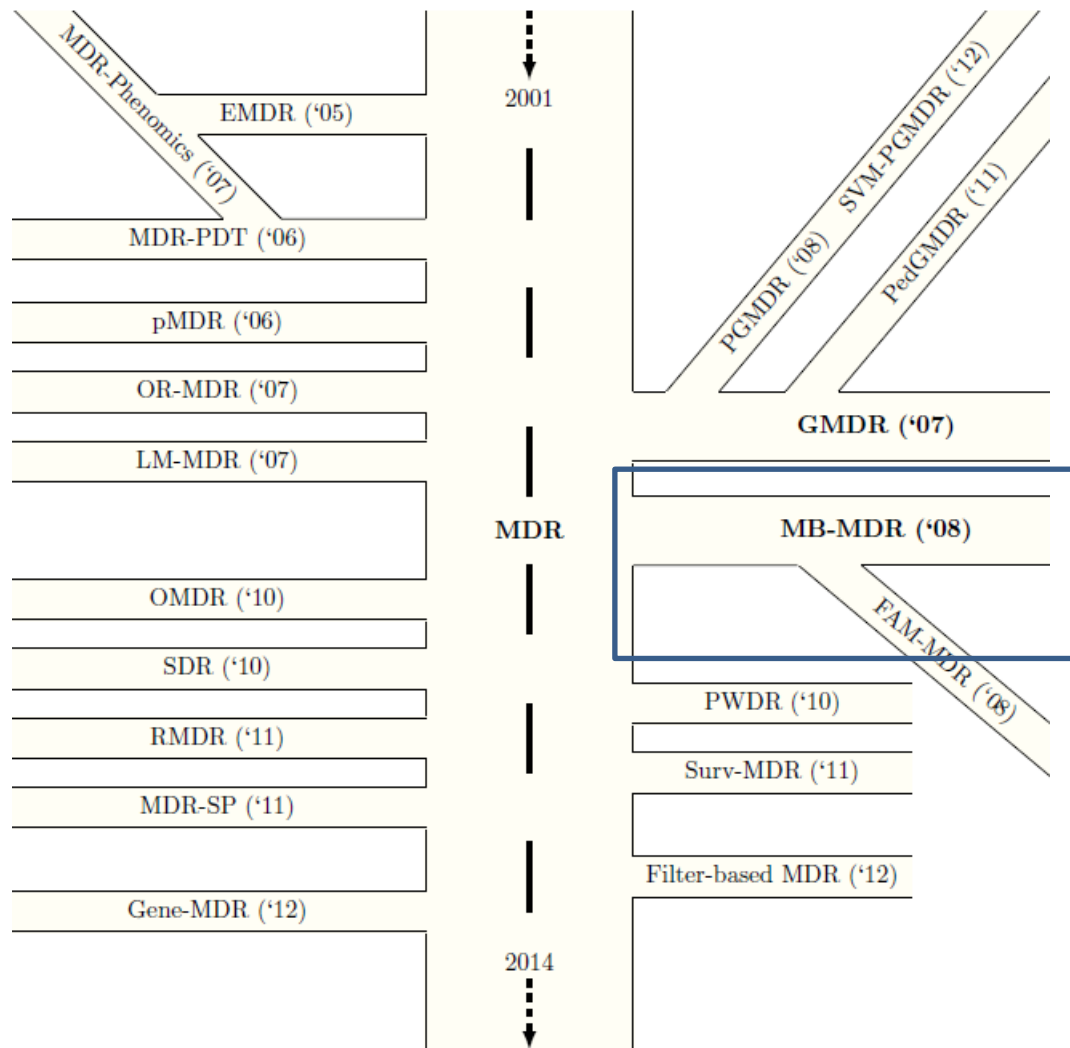 2001
MDR
2014
MDR-Phenomics (‘07)
EMDR (‘05)
MDR-PDT (‘06)
pMDR (‘06)
OR-MDR (‘07)
LM-MDR (‘07)
OMDR (‘10)
SDR (‘10)
RMDR (‘11)
MDR-SP (‘11)
Gene-MDR (‘12)
PGMDR (‘08) SVM-PGMDR (‘12)
PedGMDR (‘11)
GMDR (‘07)
MB-MDR (‘08)
FAM-MDR (‘08)
PWDR (‘10)
Surv-MDR (‘11)
Filter-based MDR (‘12)